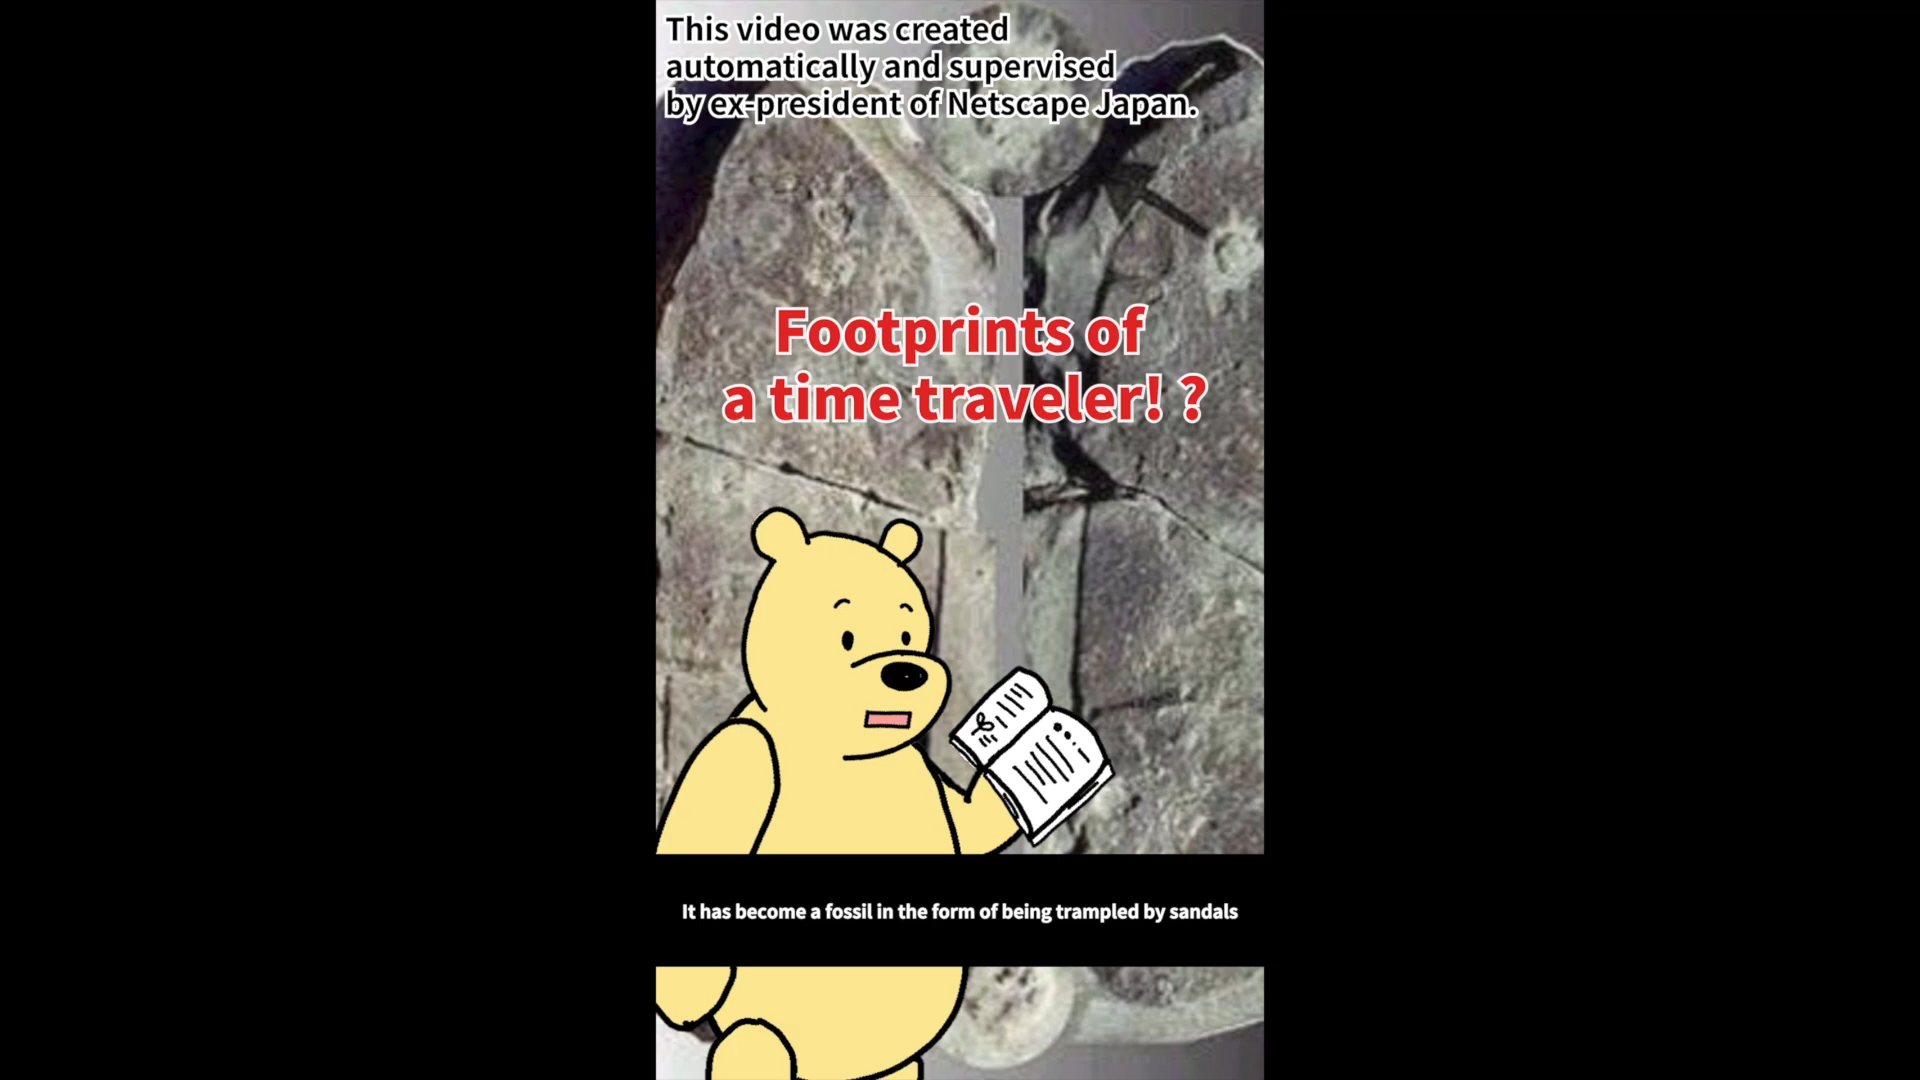 This video was created
automatically and supervised
by ex-president of Netscape Japan.
Footprints of
a time traveler! ?
It has become a fossil in the form of being trampled by sandals